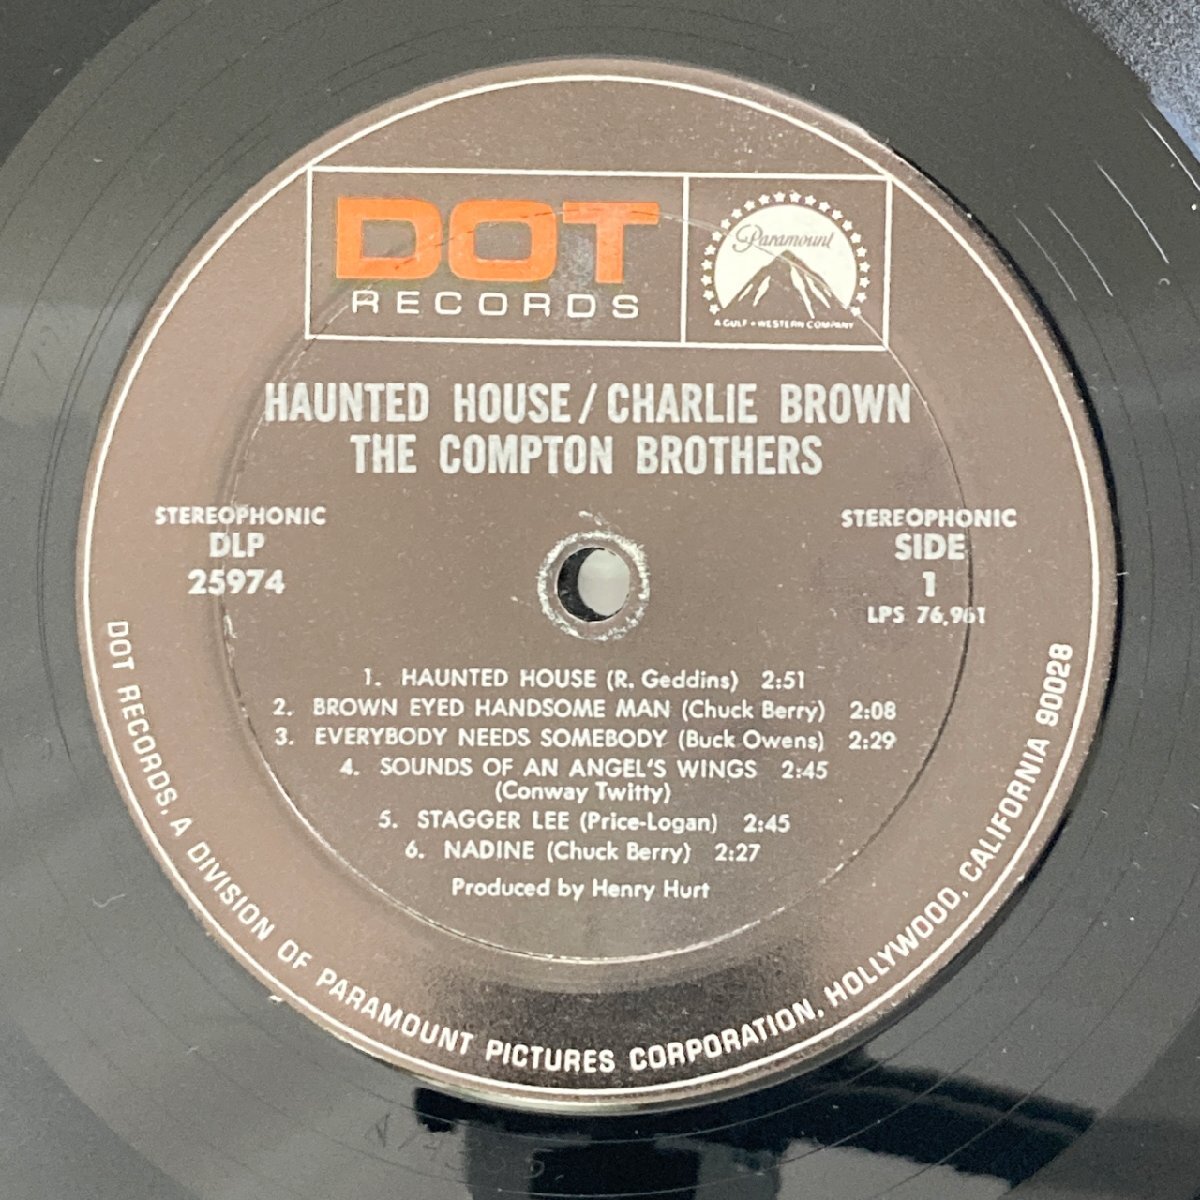 DOT
RECORDS
Paramount
A GULF + WESTERN COMPANY
HAUNTED HOUSE / CHARLIE BROWN
THE COMPTON BROTHERS
STEREOPHONIC
DLP
25974
STEREOPHONIC
SIDE
1
LPS 76,961
1. HAUNTED HOUSE (R. Geddins) 2:51
2. BROWN EYED HANDSOME MAN (Chuck Berry) 2:08
3. EVERYBODY NEEDS SOMEBODY (Buck Owens) 2:29
4. SOUNDS OF AN ANGEL'S WINGS 2:45
(Conway Twitty)
5. STAGGER LEE (Price-Logan) 2:45
6. NADINE (Chuck Berry) 2:27
Produced by Henry Hurt
DOT RECORDS, A DIVISION OF PARAMOUNT PICTURES CORPORATION, HOLLYWOOD, CALIFORNIA 90028